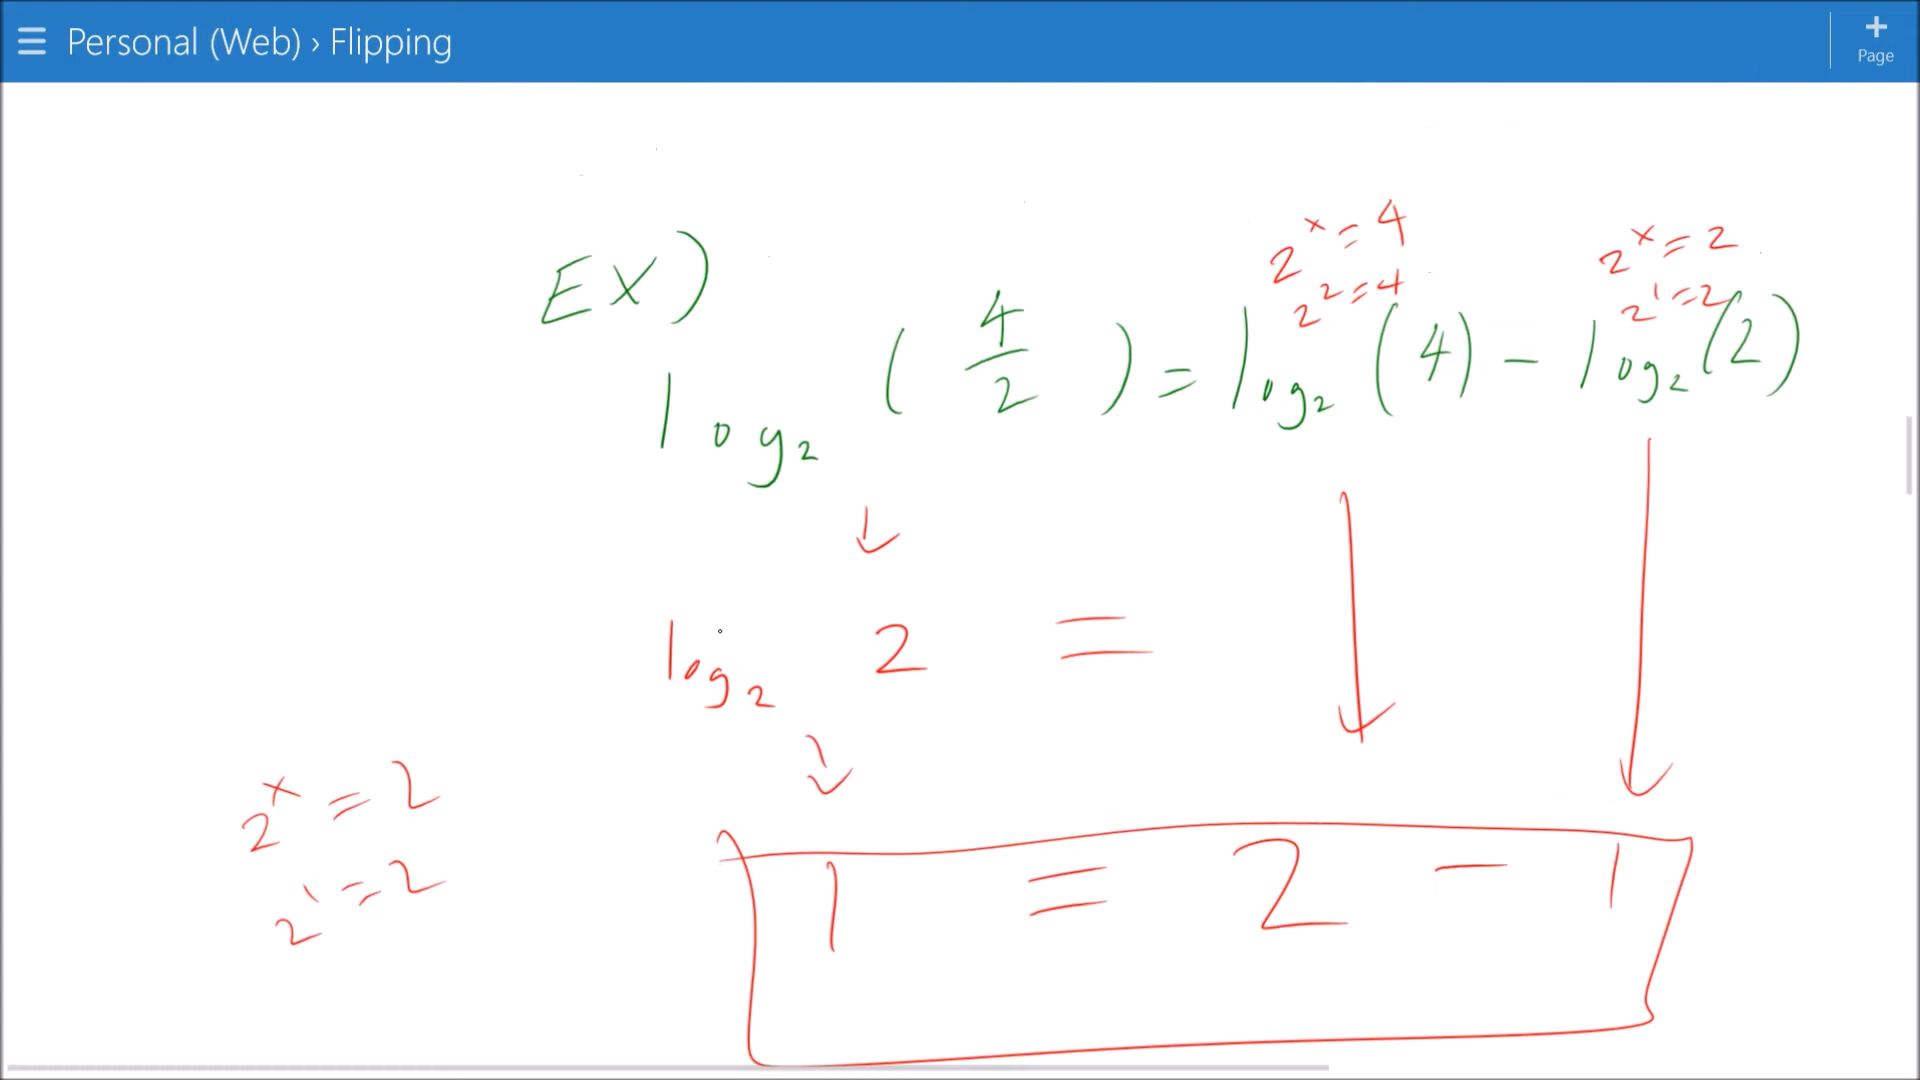 Personal (Web) › Flipping
+
Page
EX)
2^x = 4
2^2 = 4
2^x = 2
2^1 = 2
log₂ (4/2) = log₂ (4) - log₂ (2)
log₂ 2 =
2^x = 2
2^1 = 2
1 = 2 - 1